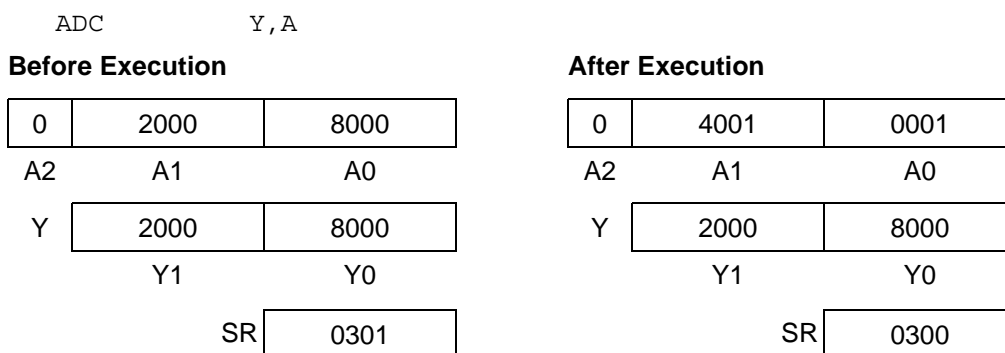 ADC Y,A
Before Execution After Execution
0 2000 8000 0 4001 0001
A2 A1 A0 A2 A1 A0
Y 2000 8000 Y 2000 8000
Y1 Y0 Y1 Y0
SR 0301 SR 0300